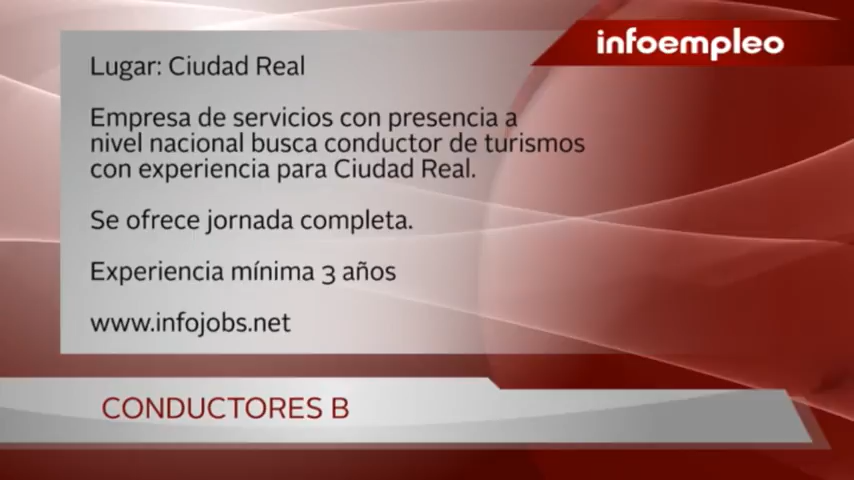 infoempleo
Lugar: Ciudad Real
Empresa de servicios con presencia a
nivel nacional busca conductor de turismos
con experiencia para Ciudad Real.
Se ofrece jornada completa.
Experiencia mínima 3 años
www.infojobs.net
CONDUCTORES B